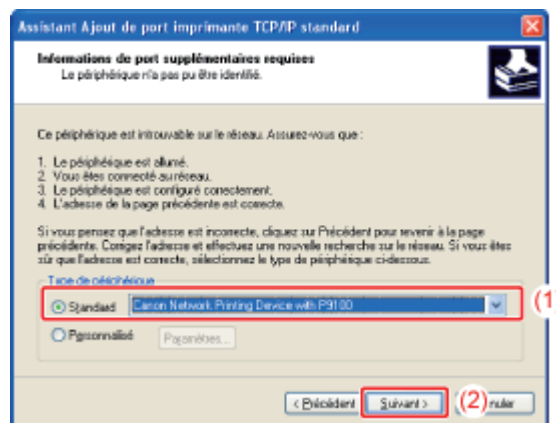 Assistant Ajout de port imprimante TCP/IP standard
Informations de port supplémentaires requises
Le périphérique n'a pas pu être identifié.
Ce périphérique est introuvable sur le réseau. Assurez-vous que :
1. Le périphérique est allumé.
2. Vous êtes connecté au réseau.
3. Le périphérique est configuré correctement.
4. L'adresse de la page précédente est correcte.
Si vous pensez que l'adresse est incorrecte, cliquez sur Précédent pour revenir à la page
précédente. Corrigez l'adresse et effectuez une nouvelle recherche sur le réseau. Si vous êtes
sûr que l'adresse est correcte, sélectionnez le type de périphérique ci-dessous.
Type de périphérique
Standard Canon Network Printing Device with P9100 (1)
Personnalisé Paramètres...
< Précédent Suivant > (2) nuler